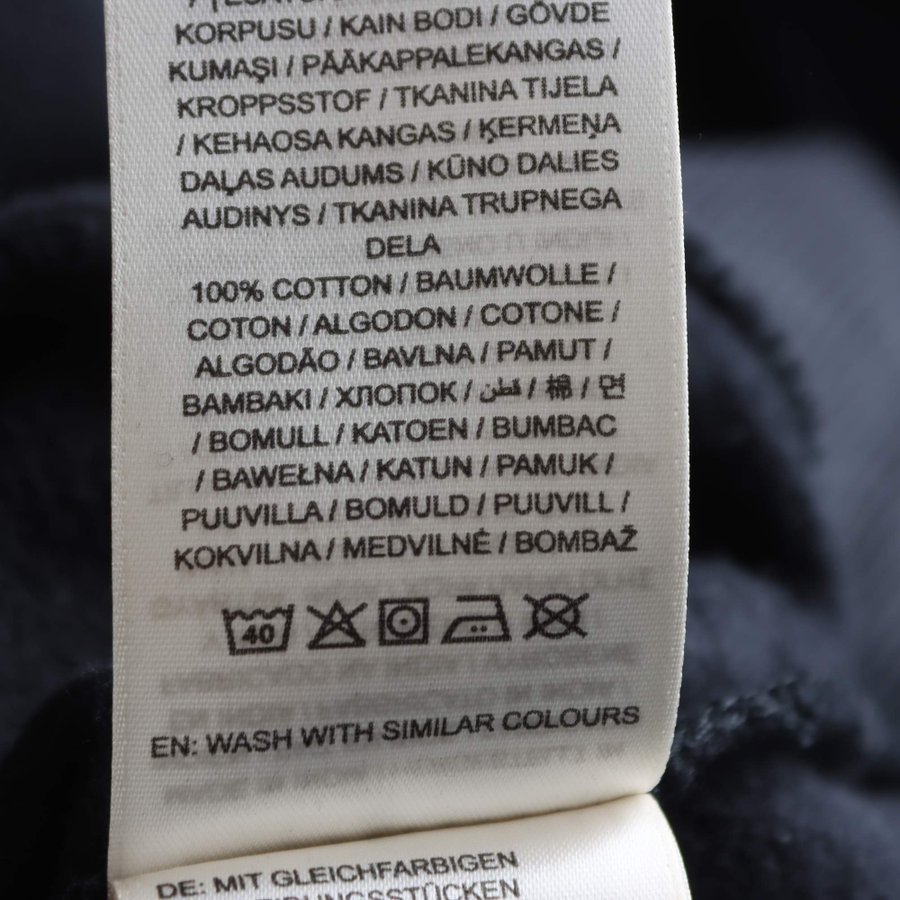 KORPUSU / KAIN BODI / GÖVDE
KUMAŞI / PÄÄKAPPALEKANGAS /
KROPPSSTOF / TKANINA TIJELA
/ KEHAOSA KANGAS / ĶERMEŅA
DAĻAS AUDUMS / KŪNO DALIES
AUDINYS / TKANINA TRUPNEGA
DELA
100% COTTON / BAUMWOLLE /
COTON / ALGODON / COTONE /
ALGODÃO / BAVLNA / PAMUT /
BAMBAKI / ХЛОПОК / قطن / 棉 / 면
/ BOMULL / KATOEN / BUMBAC
/ BAWEŁNA / KATUN / PAMUK /
PUUVILLA / BOMULD / PUUVILL /
KOKVILNA / MEDVILNĖ / BOMBAŽ
40
EN: WASH WITH SIMILAR COLOURS
DE: MIT GLEICHFARBIGEN